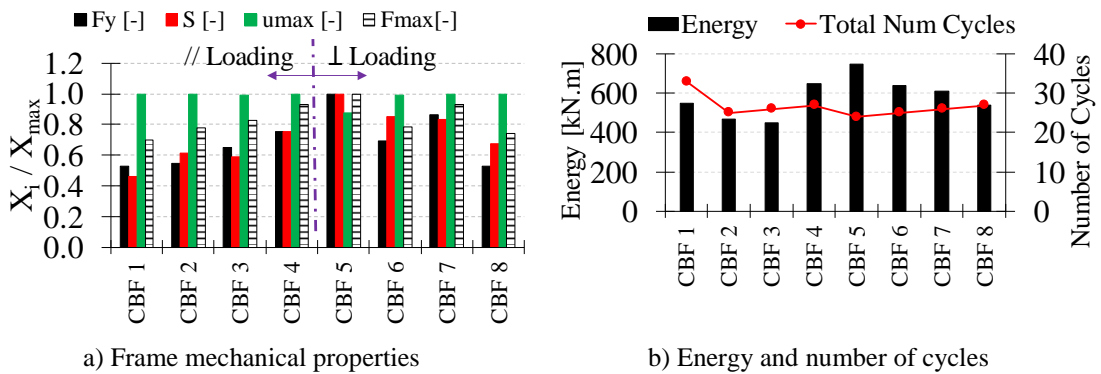 Fy [-] S [-] umax [-] Fmax[-]
// Loading ⊥ Loading
X_i / X_max
1.2
1.0
0.8
0.6
0.4
0.2
0.0
CBF 1
CBF 2
CBF 3
CBF 4
CBF 5
CBF 6
CBF 7
CBF 8
a) Frame mechanical properties
Energy Total Num Cycles
Energy [kN.m]
800
600
400
200
0
40
30
20
10
0
Number of Cycles
CBF 1
CBF 2
CBF 3
CBF 4
CBF 5
CBF 6
CBF 7
CBF 8
b) Energy and number of cycles